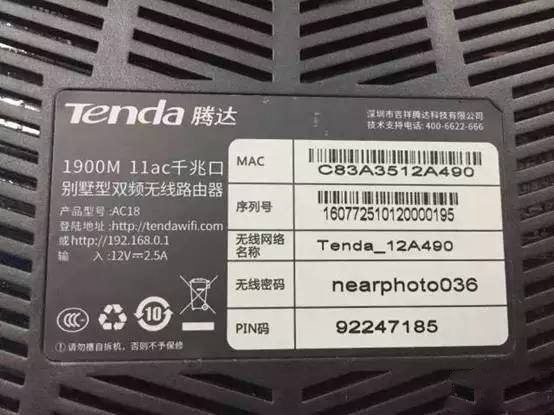 Tenda 腾达
1900M 11ac千兆口
别墅型双频无线路由器
产品型号:AC18
登陆地址:http://tendawifi.com
或http://192.168.0.1
输 入:12V⎓2.5A
10
请勿擅自拆机，否则不予保修。
深圳市吉祥腾达科技有限公司
技术支持电话: 400-6622-666
MAC
C83A3512A490
序列号
160772510120000195
无线网络
名称
Tenda_12A490
无线密码
nearphoto036
PIN码
92247185